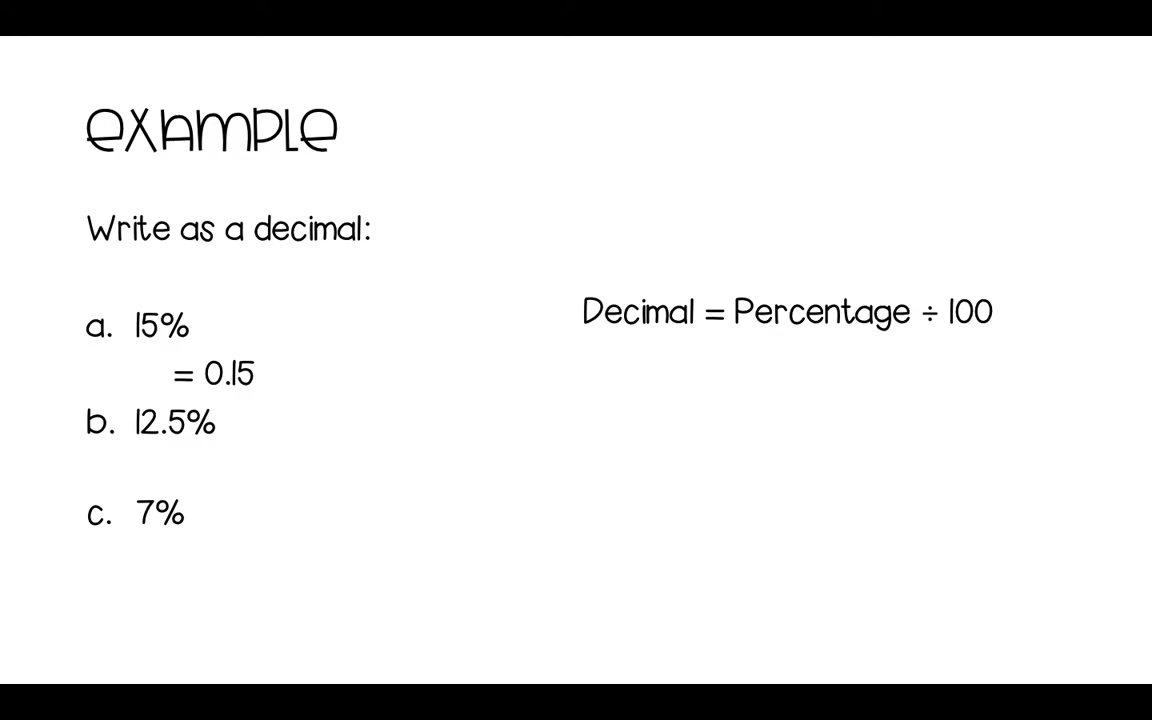 example
Write as a decimal:
Decimal = Percentage ÷ 100
a. 15%
= 0.15
b. 12.5%
c. 7%